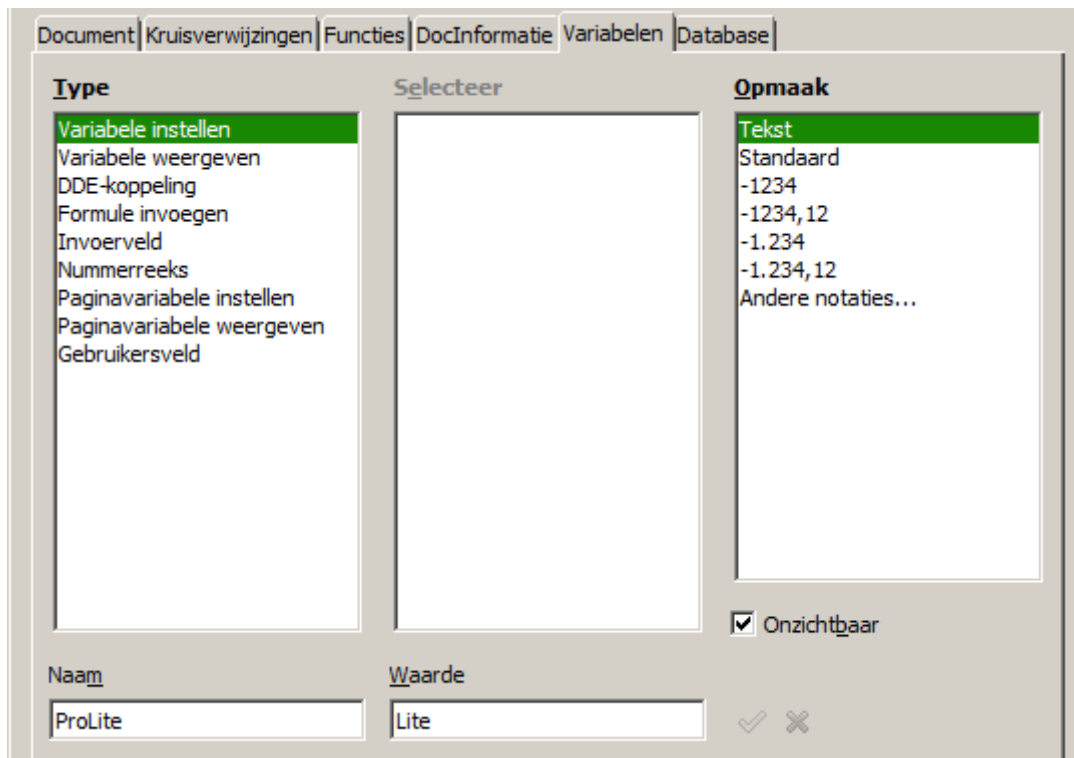 Document Kruisverwijzingen Functies DocInformatie Variabelen Database
Type
Selecteer
Opmaak
Variabele instellen
Variabele weergeven
DDE-koppeling
Formule invoegen
Invoerveld
Nummerreeks
Paginavariabele instellen
Paginavariabele weergeven
Gebruikersveld
Tekst
Standaard
-1234
-1234,12
-1.234
-1.234,12
Andere notaties...
Onzichtbaar
Naam
Waarde
ProLite
Lite